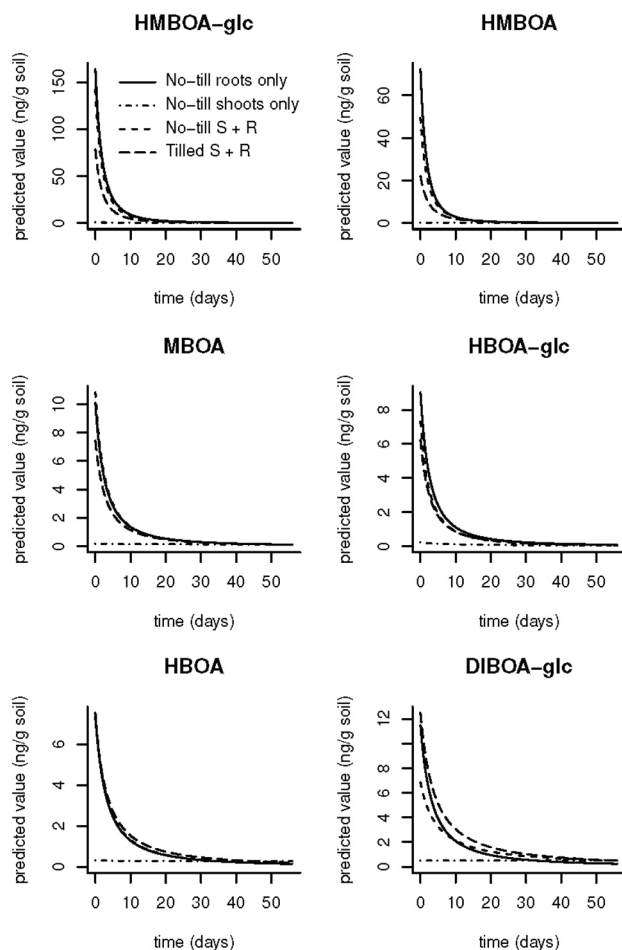 HMBOA−glc
predicted value (ng/g soil)
150
100
50
0
No−till roots only
No−till shoots only
No−till S + R
Tilled S + R
0 10 20 30 40 50
time (days)
HMBOA
predicted value (ng/g soil)
60
40
20
0
0 10 20 30 40 50
time (days)
MBOA
predicted value (ng/g soil)
10
8
6
4
2
0
0 10 20 30 40 50
time (days)
HBOA−glc
predicted value (ng/g soil)
8
6
4
2
0
0 10 20 30 40 50
time (days)
HBOA
predicted value (ng/g soil)
6
4
2
0
0 10 20 30 40 50
time (days)
DIBOA−glc
predicted value (ng/g soil)
12
8
6
4
2
0
0 10 20 30 40 50
time (days)